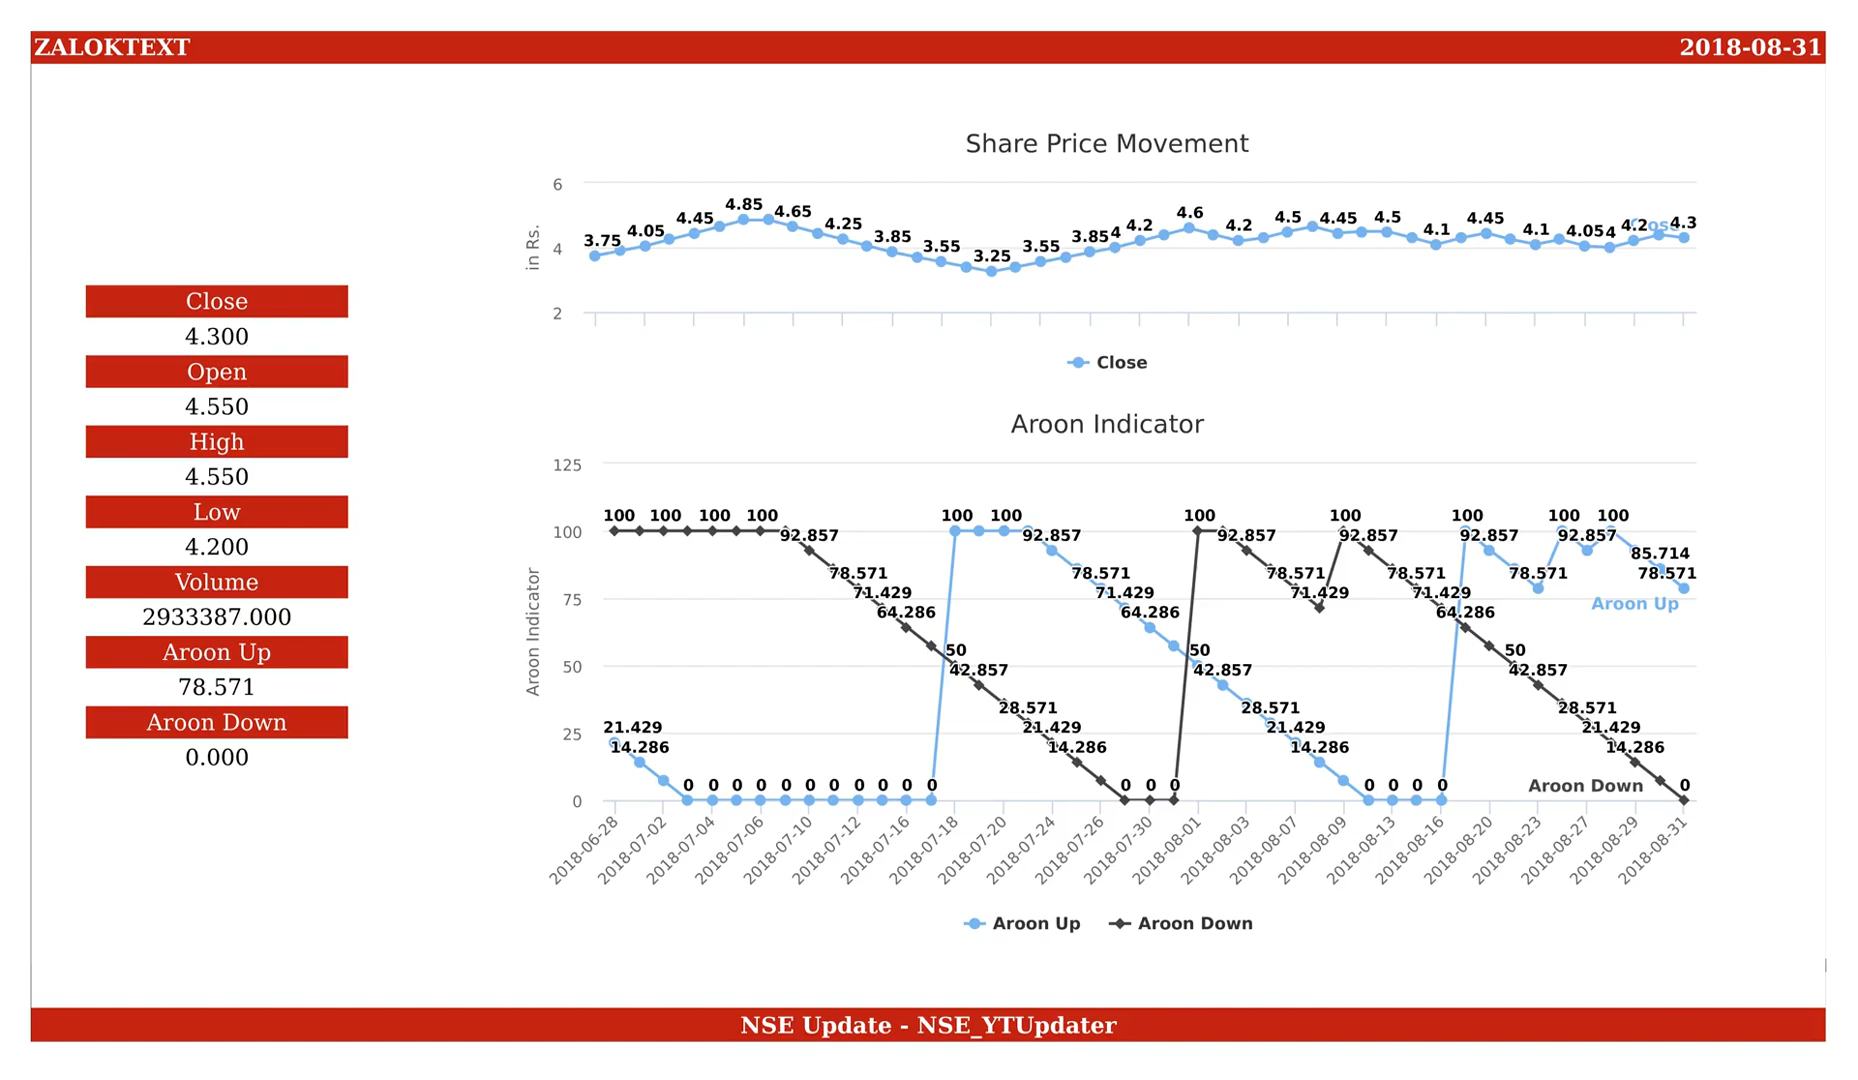 ZALOKTEXT 2018-08-31
Close
4.300
Open
4.550
High
4.550
Low
4.200
Volume
2933387.000
Aroon Up
78.571
Aroon Down
0.000
Share Price Movement
in Rs.
6
4
2
3.75 4.05 4.45 4.85 4.65 4.25 3.85 3.55 3.25 3.55 3.85 4 4.2 4.6 4.2 4.5 4.45 4.5 4.1 4.45 4.1 4.05 4 4.2 4.3
Close
Aroon Indicator
Aroon Indicator
125
100
75
50
25
0
100 100 100 100 100 100 100 100 100 100 100
92.857 92.857 92.857 92.857 92.857 92.857
85.714
78.571 78.571 78.571 78.571 78.571 78.571
71.429 71.429 71.429 71.429
Aroon Up
64.286 64.286 64.286
50 50 50
42.857 42.857 42.857
28.571 28.571 28.571
21.429 21.429 21.429 21.429
14.286 14.286 14.286 14.286
0 0 0 0 0 0 0 0 0 0 0 0 0 0 0 0 0 Aroon Down 0
2018-06-28 2018-07-02 2018-07-04 2018-07-06 2018-07-10 2018-07-12 2018-07-16 2018-07-18 2018-07-20 2018-07-24 2018-07-26 2018-07-30 2018-08-01 2018-08-03 2018-08-07 2018-08-09 2018-08-13 2018-08-16 2018-08-20 2018-08-23 2018-08-27 2018-08-29 2018-08-31
Aroon Up Aroon Down
NSE Update - NSE_YTUpdater